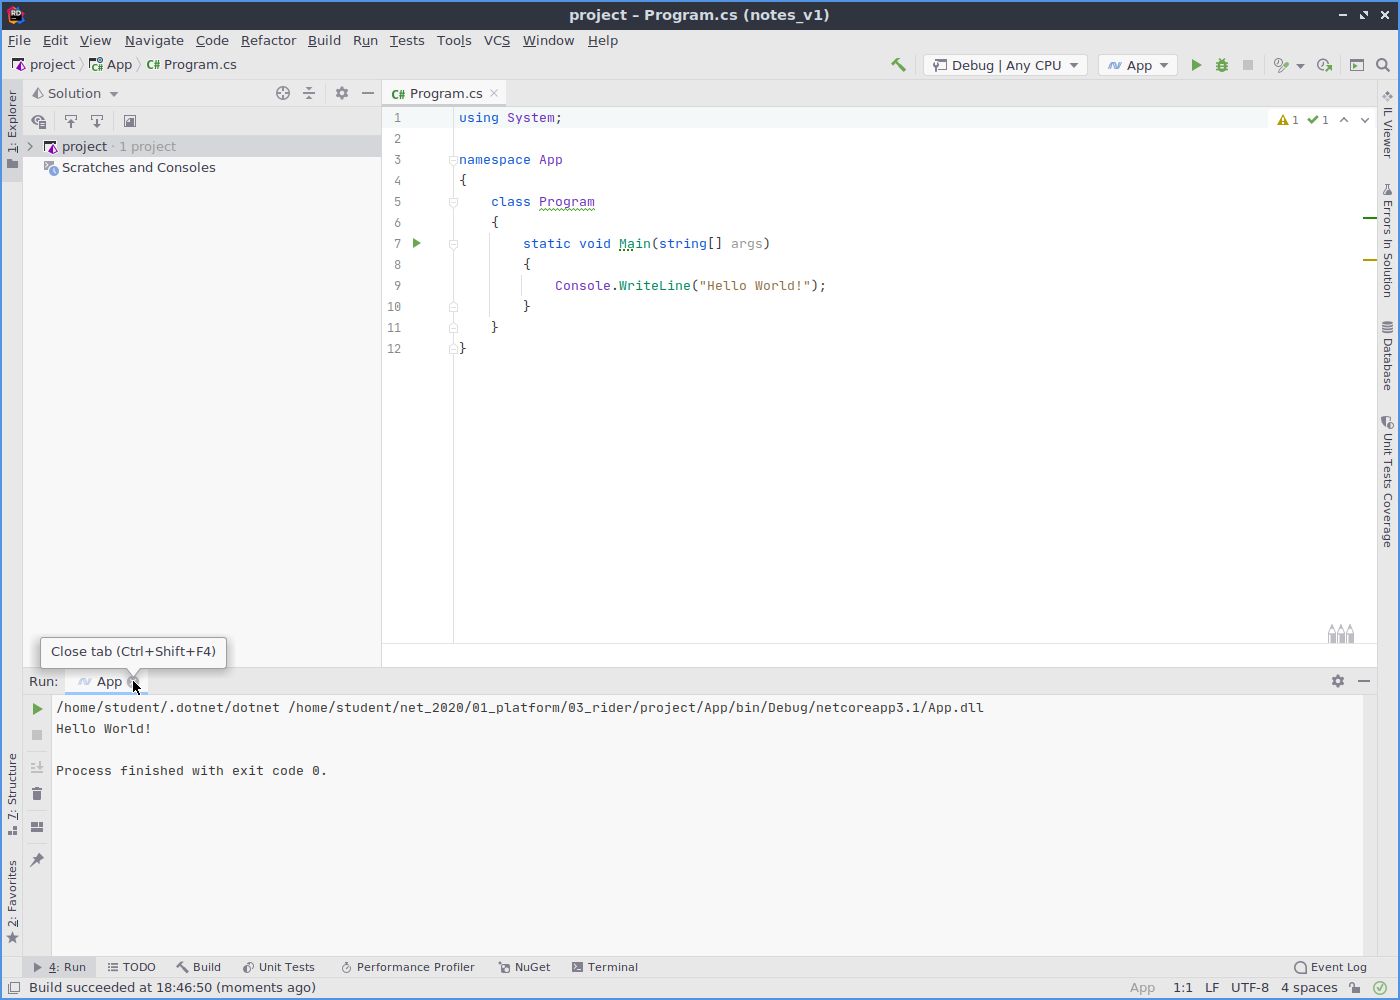 project – Program.cs (notes_v1)
File Edit View Navigate Code Refactor Build Run Tests Tools VCS Window Help
project App C# Program.cs Debug | Any CPU App
1: Explorer
Solution
project · 1 project
Scratches and Consoles
C# Program.cs
1 using System;
2
3 namespace App
4 {
5 class Program
6 {
7 static void Main(string[] args)
8 {
9 Console.WriteLine("Hello World!");
10 }
11 }
12 }
1 1
IL Viewer
Errors In Solution
Database
Unit Tests Coverage
Close tab (Ctrl+Shift+F4)
Run: App
/home/student/.dotnet/dotnet /home/student/net_2020/01_platform/03_rider/project/App/bin/Debug/netcoreapp3.1/App.dll
Hello World!
Process finished with exit code 0.
7: Structure
2: Favorites
4: Run TODO Build Unit Tests Performance Profiler NuGet Terminal Event Log
Build succeeded at 18:46:50 (moments ago) App 1:1 LF UTF-8 4 spaces